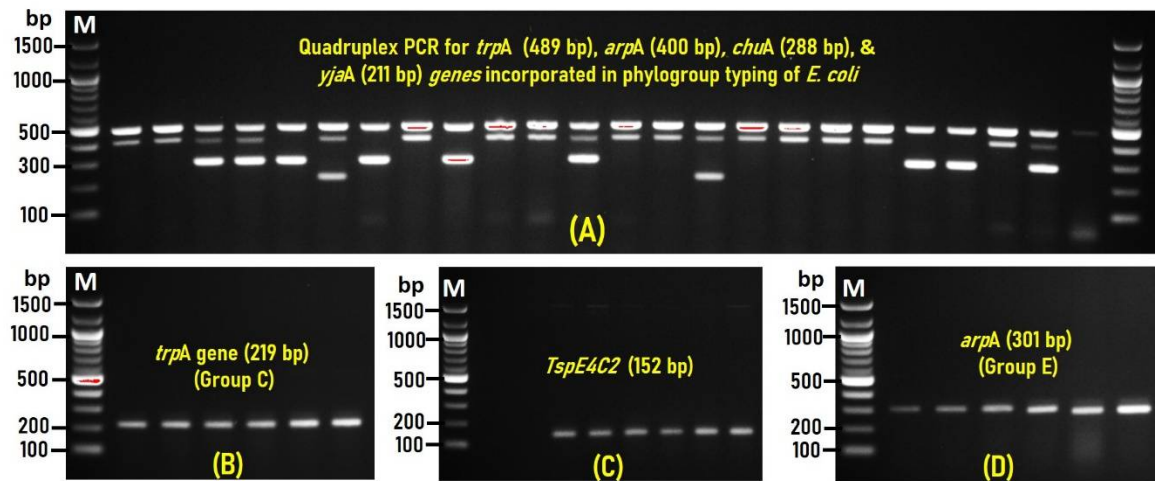 bp M
1500
1000
500
300
100
Quadruplex PCR for trpA (489 bp), arpA (400 bp), chuA (288 bp), &
yjaA (211 bp) genes incorporated in phylogroup typing of E. coli
(A)
bp M
1500
1000
500
200
100
trpA gene (219 bp)
(Group C)
(B)
bp M
1500
1000
500
200
100
TspE4C2 (152 bp)
(C)
bp M
1500
1000
500
200
100
arpA (301 bp)
(Group E)
(D)